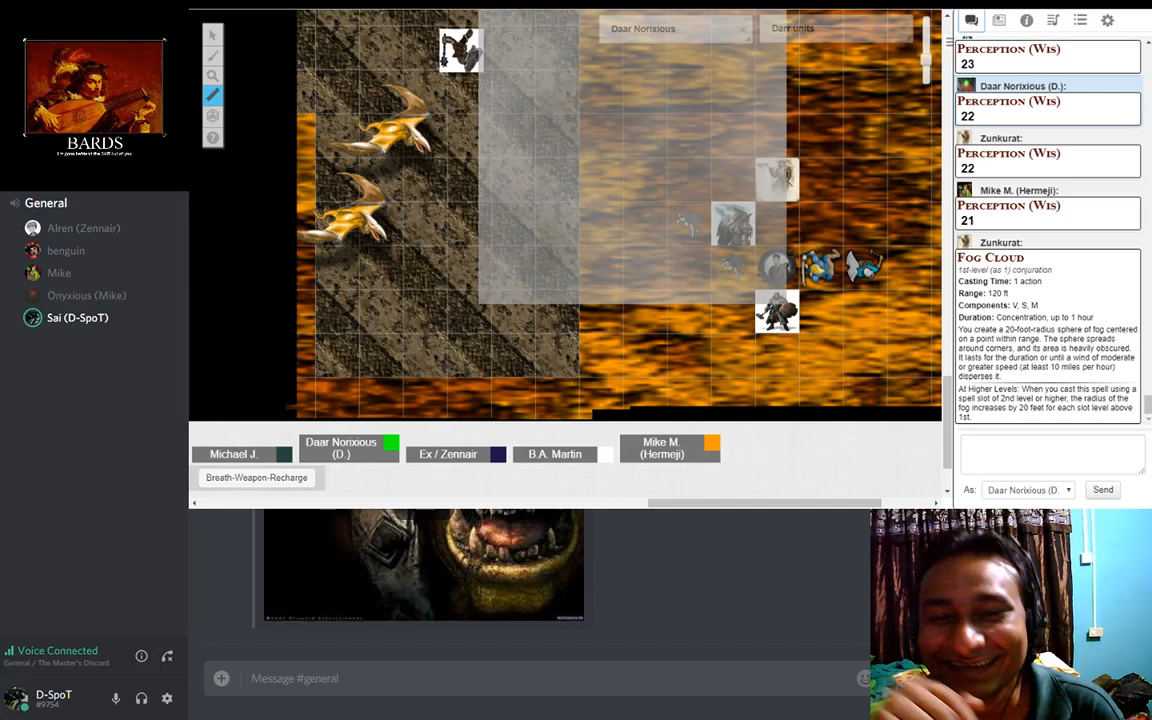 BARDS
General
Alren (Zennair)
benguin
Mike
Onyxious (Mike)
Sai (D-SpoT)
Voice Connected
General / The Master's Discord
D-SpoT
#9754
Daar Norixious
Darr units
Michael J.
Daar Norixious
(D.)
Ex / Zennair
B.A. Martin
Mike M.
(Hermeji)
Breath-Weapon-Recharge
Message #general
PERCEPTION (WIS)
23
Daar Norixious (D.):
PERCEPTION (WIS)
22
Zunkurat:
PERCEPTION (WIS)
22
Mike M. (Hermeji):
PERCEPTION (WIS)
21
Zunkurat:
FOG CLOUD
1st-level (as 1) conjuration
Casting Time: 1 action
Range: 120 ft
Components: V, S, M
Duration: Concentration, up to 1 hour
You create a 20-foot-radius sphere of fog centered
on a point within range. The sphere spreads
around corners, and its area is heavily obscured.
It lasts for the duration or until a wind of moderate
or greater speed (at least 10 miles per hour)
disperses it.
At Higher Levels: When you cast this spell using a
spell slot of 2nd level or higher, the radius of the
fog increases by 20 feet for each slot level above
1st.
As:
Daar Norixious (D.
Send